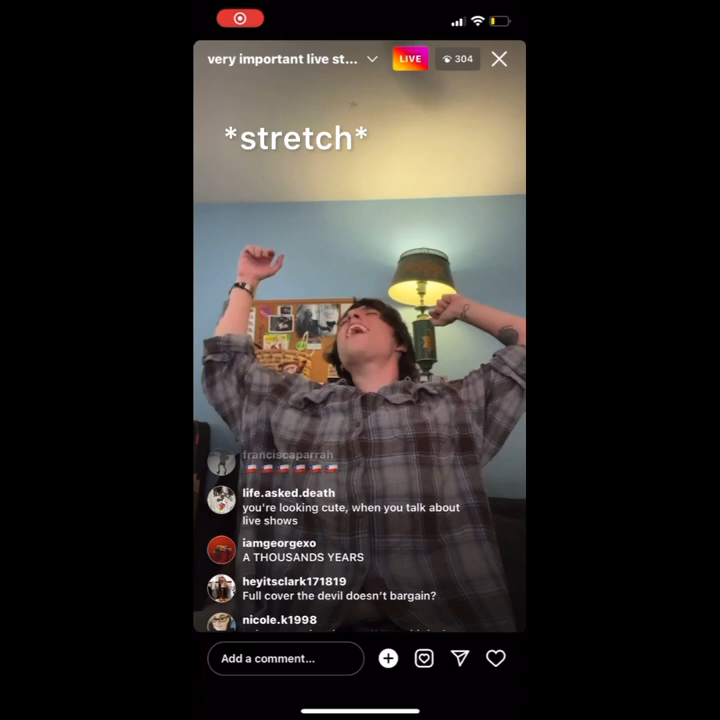 very important live st...
LIVE
304
*stretch*
franciscaparrah
life.asked.death
you're looking cute, when you talk about
live shows
iamgeorgexo
A THOUSANDS YEARS
heyitsclark171819
Full cover the devil doesn't bargain?
nicole.k1998
Add a comment...